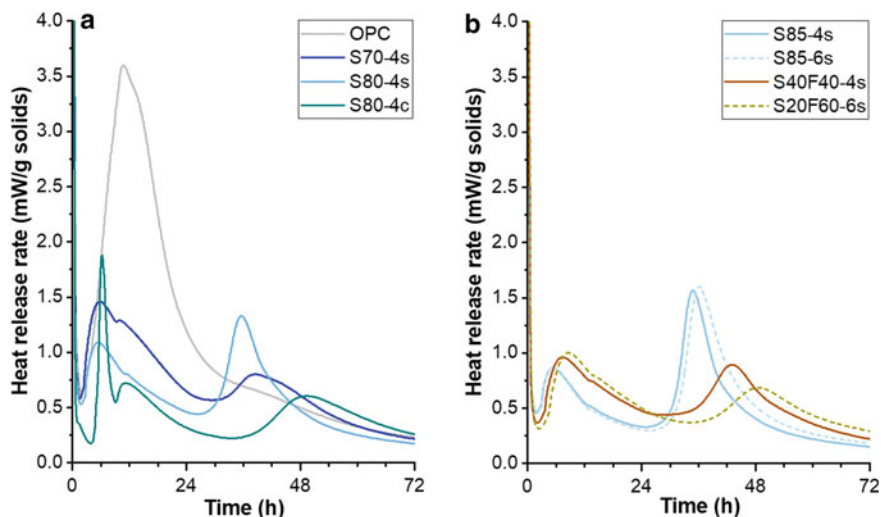 a
OPC
S70-4s
S80-4s
S80-4c
Heat release rate (mW/g solids)
4.0
3.5
3.0
2.5
2.0
1.5
1.0
0.5
0.0
0 24 48 72
Time (h)
b
S85-4s
S85-6s
S40F40-4s
S20F60-6s
Heat release rate (mW/g solids)
4.0
3.5
3.0
2.5
2.0
1.5
1.0
0.5
0.0
0 24 48 72
Time (h)